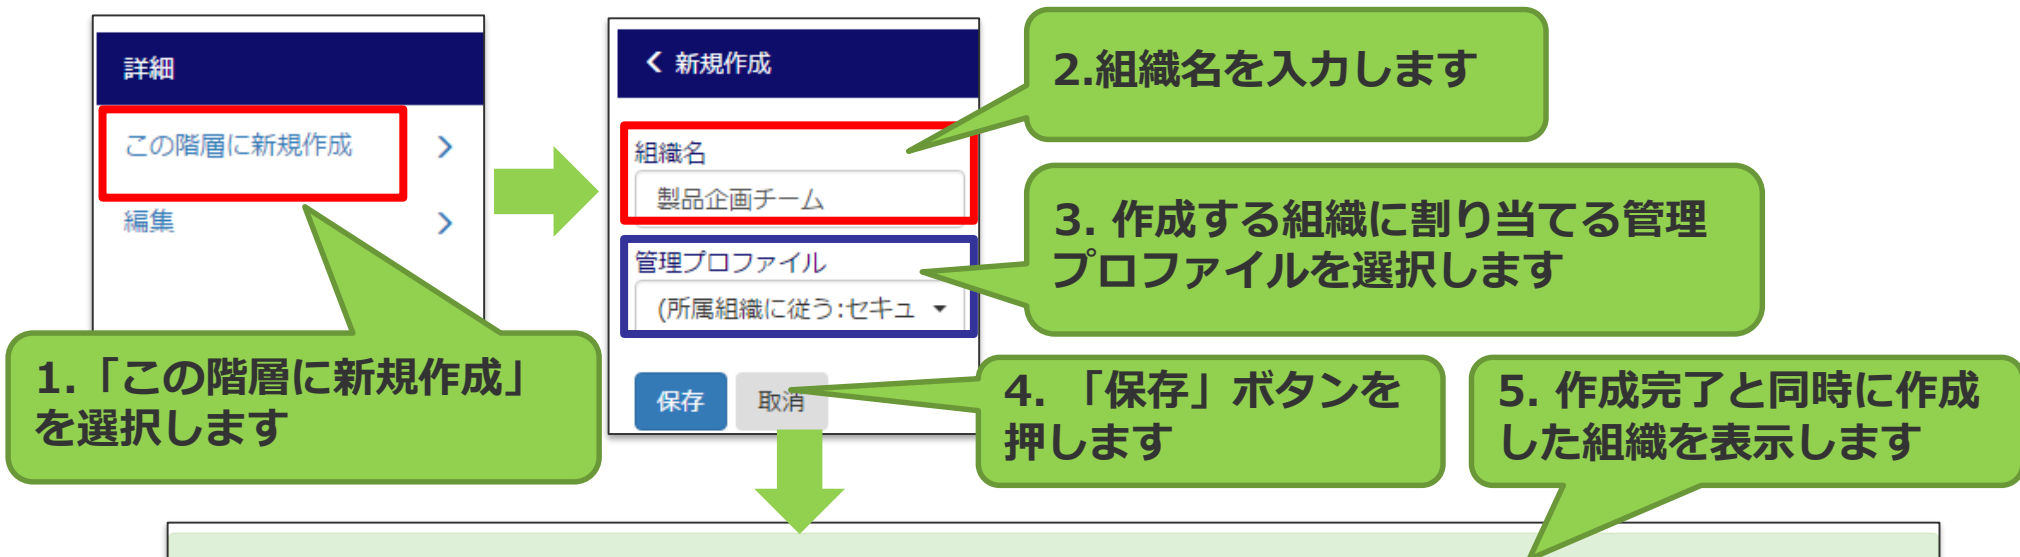 詳細
この階層に新規作成
編集
1.「この階層に新規作成」
を選択します
新規作成
組織名
製品企画チーム
管理プロファイル
(所属組織に従う:セキュ
保存
取消
2.組織名を入力します
3. 作成する組織に割り当てる管理
プロファイルを選択します
4. 「保存」ボタンを
押します
5. 作成完了と同時に作成
した組織を表示します